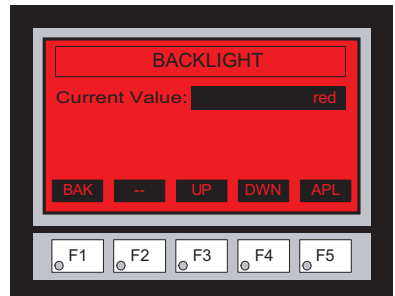 BACKLIGHT
Current Value: red
BAK -- UP DWN APL
F1 F2 F3 F4 F5